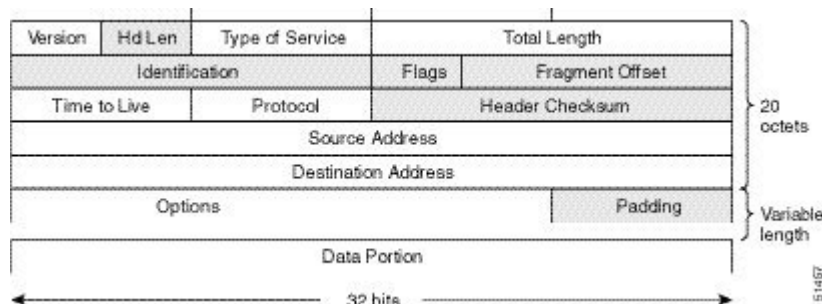 Version Hd Len Type of Service Total Length
Identification Flags Fragment Offset
Time to Live Protocol Header Checksum
20
octets
Source Address
Destination Address
Options Padding
Variable
length
Data Portion
32 bits
51457